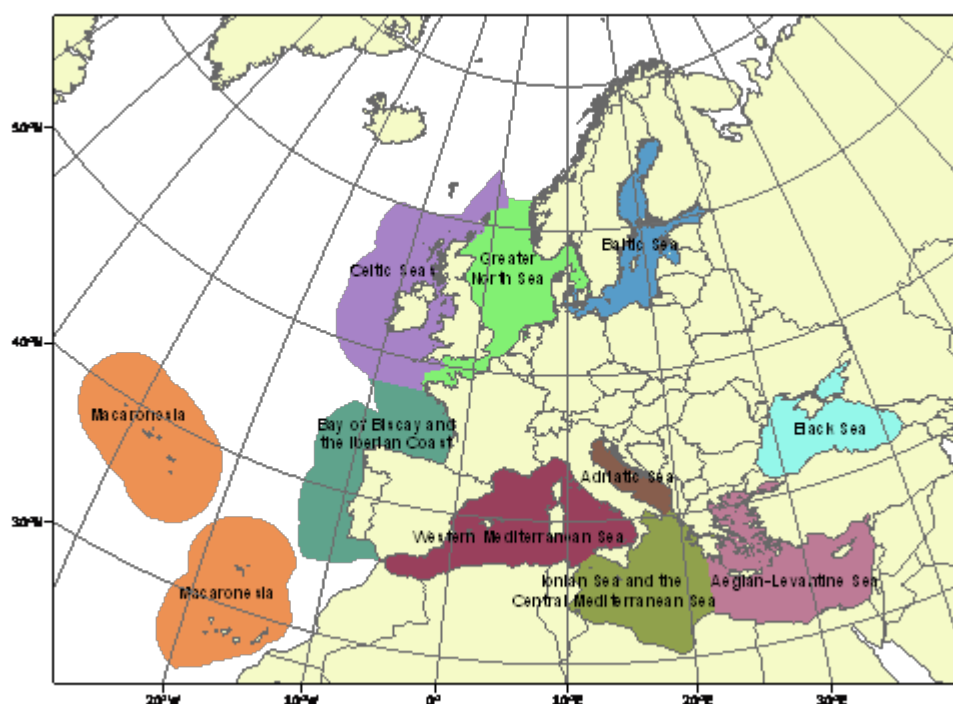 50°N
40°N
30°N
Celtic Seas
Greater
North Sea
Baltic Sea
Macaronesia
Bay of Biscay and
the Iberian Coast
Black Sea
Adriatic Sea
Western Mediterranean Sea
Ionian Sea and the
Central Mediterranean Sea
Aegian-Levantine Sea
Macaronesia
20°W
10°W
0°
10°E
20°E
30°E